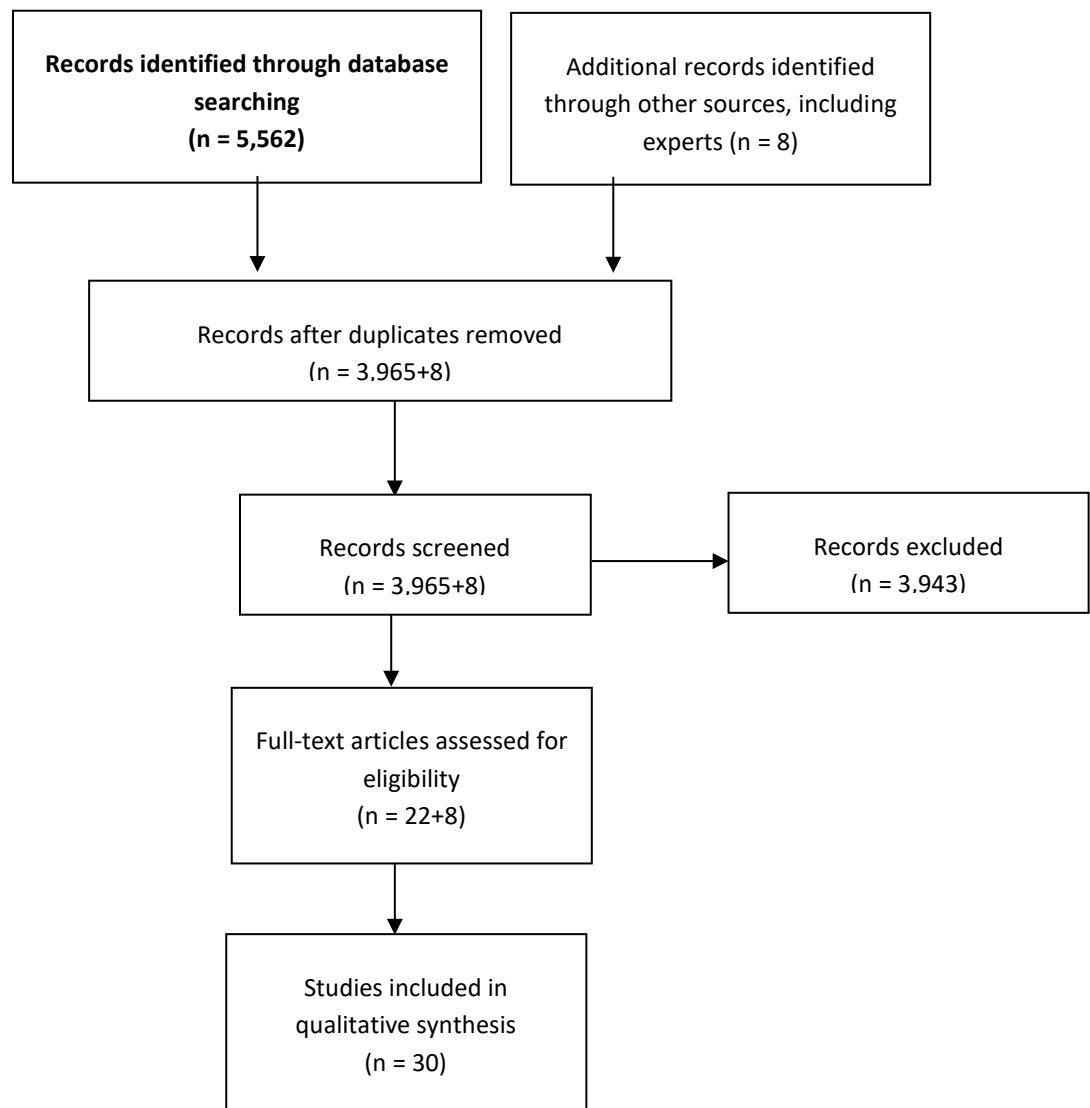 Records identified through database
searching
(n = 5,562)
Additional records identified
through other sources, including
experts (n = 8)
Records after duplicates removed
(n = 3,965+8)
Records screened
(n = 3,965+8)
Records excluded
(n = 3,943)
Full-text articles assessed for
eligibility
(n = 22+8)
Studies included in
qualitative synthesis
(n = 30)